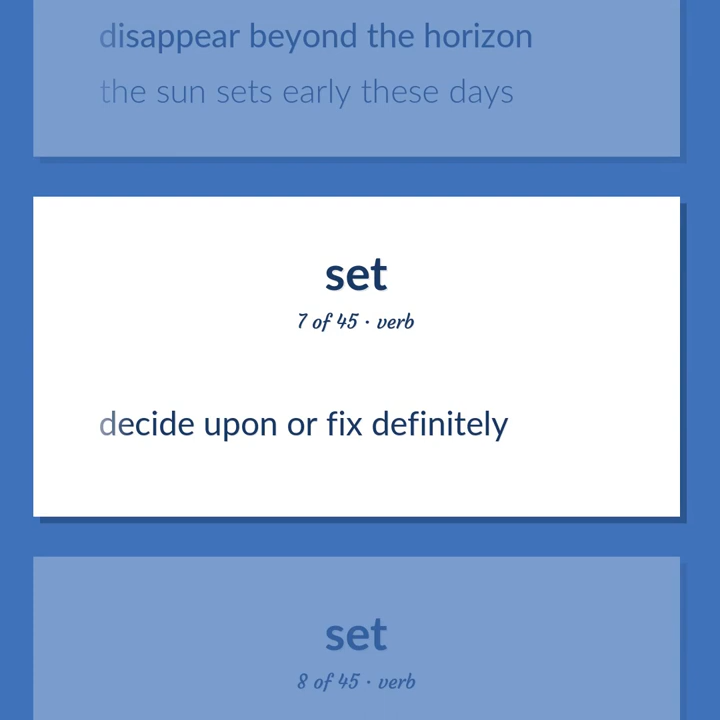 disappear beyond the horizon
the sun sets early these days
set
7 of 45 · verb
decide upon or fix definitely
set
8 of 45 · verb